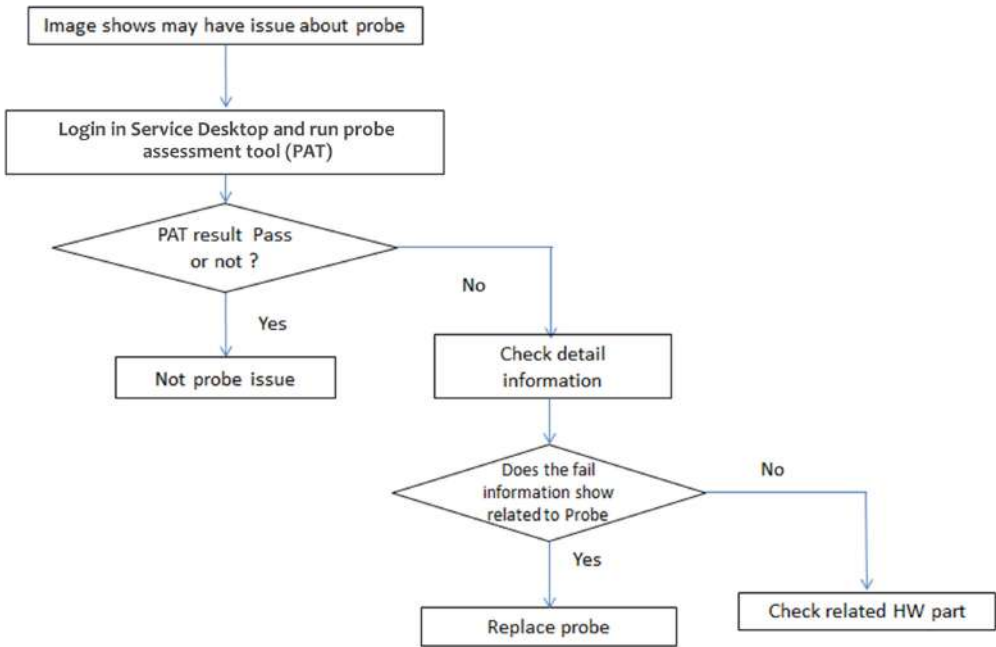 Image shows may have issue about probe
Login in Service Desktop and run probe
assessment tool (PAT)
PAT result Pass
or not ?
No
Yes
Check detail
information
Not probe issue
Does the fail
information show
related to Probe
No
Yes
Replace probe
Check related HW part